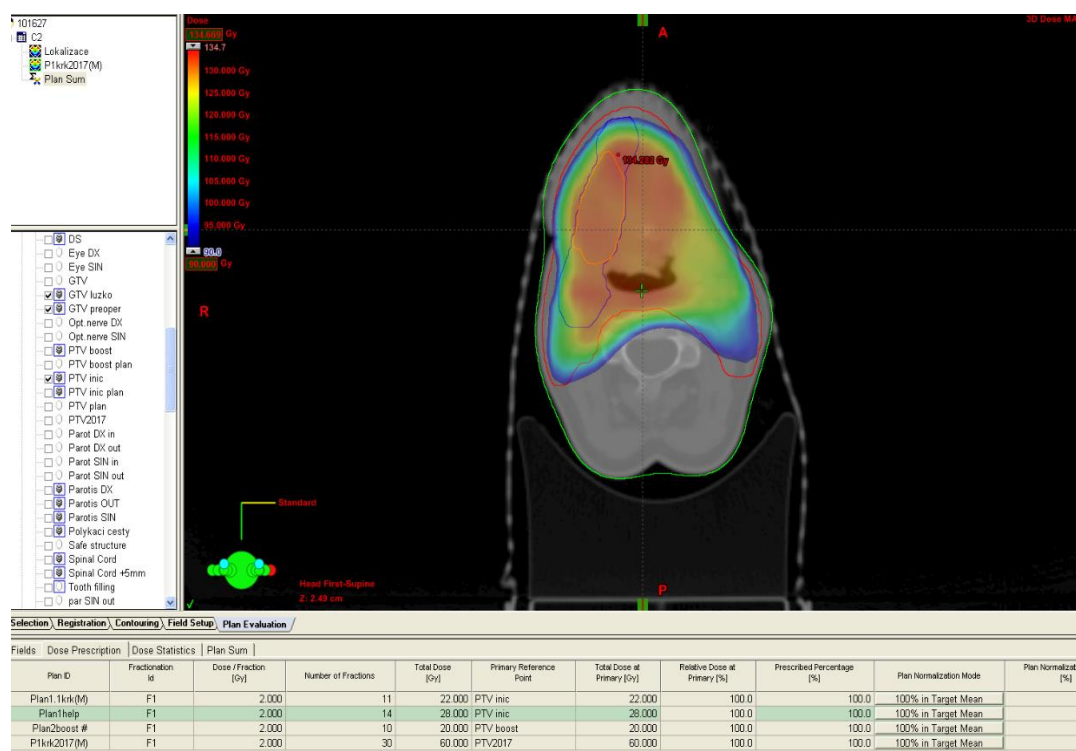 101627
C2
Lokalizace
P1krk2017(M)
Plan Sum
DS
Eye DX
Eye SIN
GTV
GTV luzko
GTV preoper
Opt.nerve DX
Opt.nerve SIN
PTV boost
PTV boost plan
PTV inic
PTV inic plan
PTV plan
PTV2017
Parot DX in
Parot DX out
Parot SIN in
Parot SIN out
Parotis DX
Parotis OUT
Parotis SIN
Polykaci cesty
Safe structure
Spinal Cord
Spinal Cord +5mm
Tooth filling
par SIN out
Dose
134.669 Gy
134.7
130.000 Gy
125.000 Gy
120.000 Gy
115.000 Gy
110.000 Gy
105.000 Gy
100.000 Gy
95.000 Gy
90.0
90.000 Gy
3D Dose MA
A
R
P
Standard
Head First-Supine
Z: 2.49 cm
Selection Registration Contouring Field Setup Plan Evaluation
Fields Dose Prescription Dose Statistics Plan Sum
Plan ID Fractionation Id Dose / Fraction [Gy] Number of Fractions Total Dose [Gy] Primary Reference Point Total Dose at Primary [Gy] Relative Dose at Primary [%] Prescribed Percentage [%] Plan Normalization Mode Plan Normalizat [%]
Plan1.1krk(M) F1 2.000 11 22.000 PTV inic 22.000 100.0 100.0 100% in Target Mean
Plan1help F1 2.000 14 28.000 PTV inic 28.000 100.0 100.0 100% in Target Mean
Plan2boost # F1 2.000 10 20.000 PTV boost 20.000 100.0 100.0 100% in Target Mean
P1krk2017(M) F1 2.000 30 60.000 PTV2017 60.000 100.0 100.0 100% in Target Mean